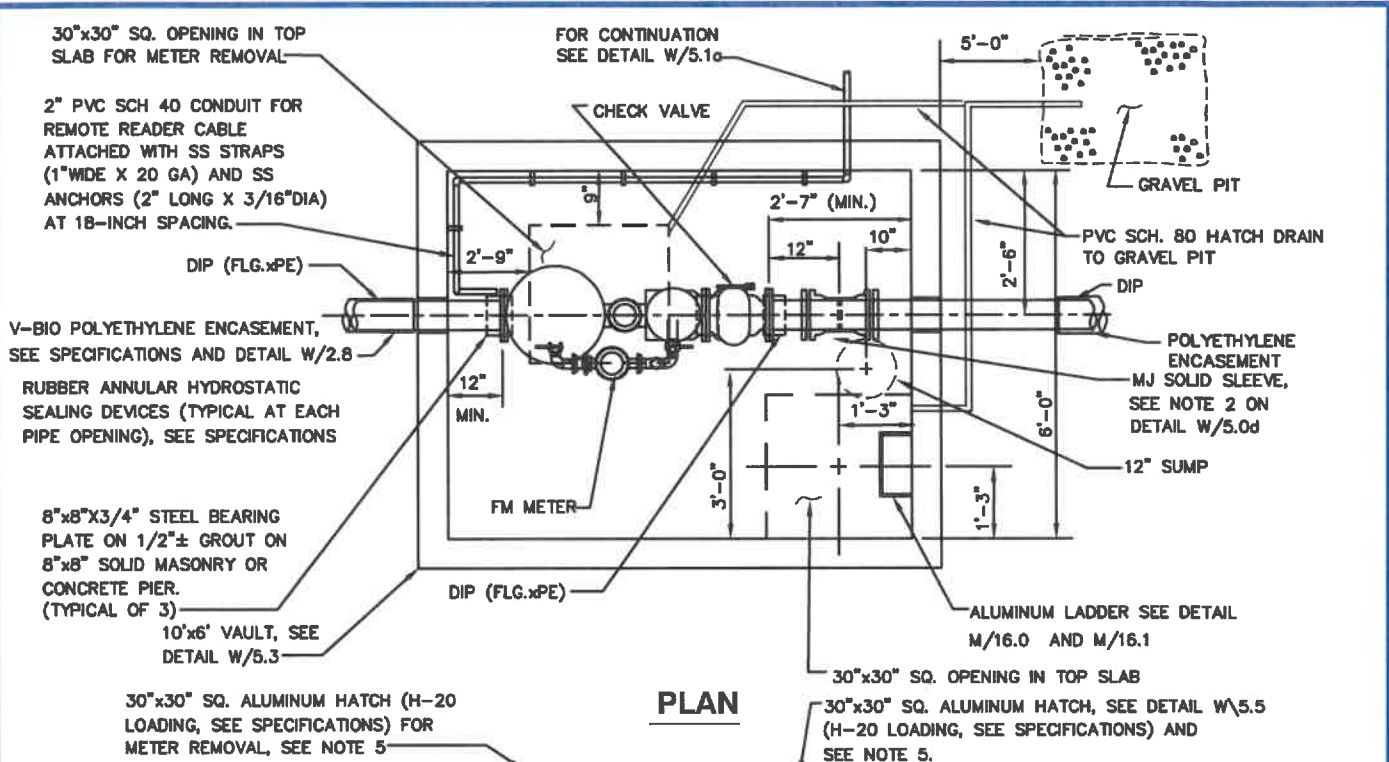 30"x30" SQ. OPENING IN TOP
SLAB FOR METER REMOVAL
2" PVC SCH 40 CONDUIT FOR
REMOTE READER CABLE
ATTACHED WITH SS STRAPS
(1"WIDE X 20 GA) AND SS
ANCHORS (2" LONG X 3/16"DIA)
AT 18-INCH SPACING.
DIP (FLG.xPE)
V-BIO POLYETHYLENE ENCASEMENT,
SEE SPECIFICATIONS AND DETAIL W/2.8
RUBBER ANNULAR HYDROSTATIC
SEALING DEVICES (TYPICAL AT EACH
PIPE OPENING), SEE SPECIFICATIONS
8"x8"X3/4" STEEL BEARING
PLATE ON 1/2"± GROUT ON
8"x8" SOLID MASONRY OR
CONCRETE PIER.
(TYPICAL OF 3)
10'x6' VAULT, SEE
DETAIL W/5.3
FOR CONTINUATION
SEE DETAIL W/5.1a
CHECK VALVE
5'-0"
GRAVEL PIT
PVC SCH. 80 HATCH DRAIN
TO GRAVEL PIT
DIP
POLYETHYLENE
ENCASEMENT
MJ SOLID SLEEVE,
SEE NOTE 2 ON
DETAIL W/5.0d
12" SUMP
9"
2'-7" (MIN.)
12"
10"
2'-6"
2'-9"
12"
MIN.
1'-3"
6'-0"
3'-0"
1'-3"
FM METER
DIP (FLG.xPE)
ALUMINUM LADDER SEE DETAIL
M/16.0 AND M/16.1
30"x30" SQ. OPENING IN TOP SLAB
PLAN
30"x30" SQ. ALUMINUM HATCH (H-20
LOADING, SEE SPECIFICATIONS) FOR
METER REMOVAL, SEE NOTE 5
30"x30" SQ. ALUMINUM HATCH, SEE DETAIL W\5.5
(H-20 LOADING, SEE SPECIFICATIONS) AND
SEE NOTE 5.